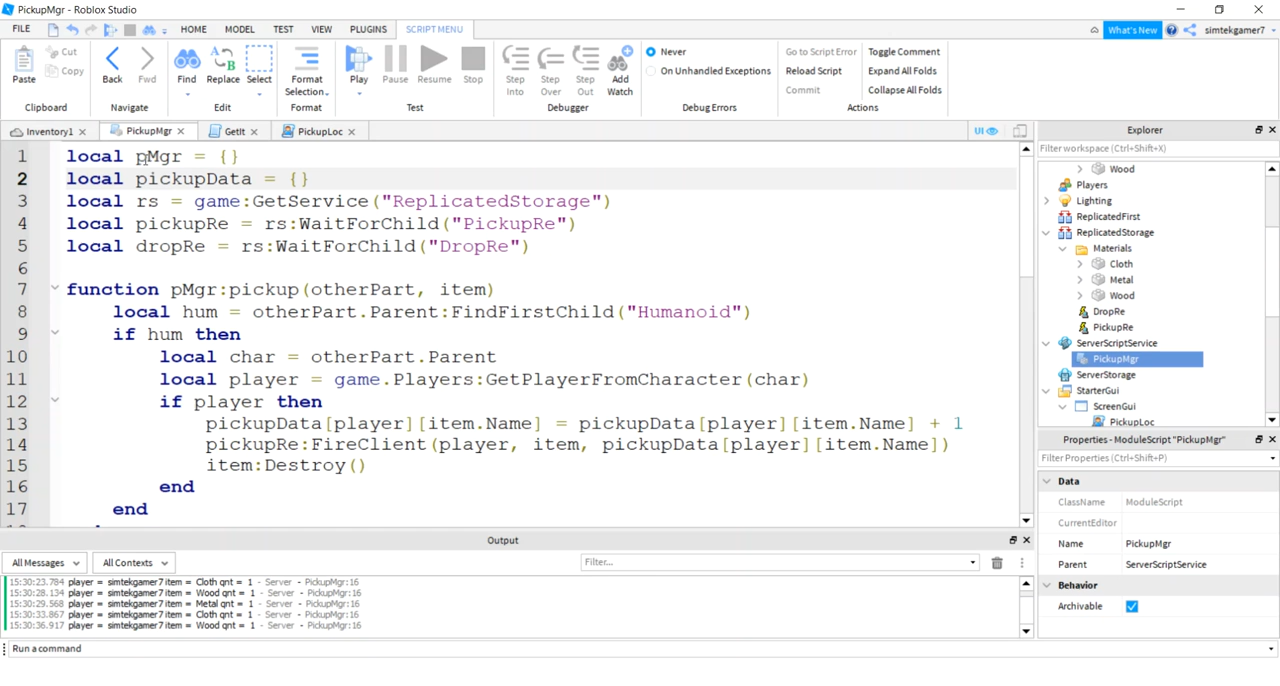 PickupMgr - Roblox Studio
FILE HOME MODEL TEST VIEW PLUGINS SCRIPT MENU What's New simtekgamer7
Paste Cut Copy Back Fwd Find Replace Select Format Selection Play Pause Resume Stop Step Into Step Over Step Out Add Watch Never On Unhandled Exceptions Go to Script Error Reload Script Commit Toggle Comment Expand All Folds Collapse All Folds
Clipboard Navigate Edit Format Test Debugger Debug Errors Actions
Inventory1 PickupMgr GetIt PickupLoc UI
1 local pMgr = {}
2 local pickupData = {}
3 local rs = game:GetService("ReplicatedStorage")
4 local pickupRe = rs:WaitForChild("PickupRe")
5 local dropRe = rs:WaitForChild("DropRe")
6
7 function pMgr:pickup(otherPart, item)
8 local hum = otherPart.Parent:FindFirstChild("Humanoid")
9 if hum then
10 local char = otherPart.Parent
11 local player = game.Players:GetPlayerFromCharacter(char)
12 if player then
13 pickupData[player][item.Name] = pickupData[player][item.Name] + 1
14 pickupRe:FireClient(player, item, pickupData[player][item.Name])
15 item:Destroy()
16 end
17 end
Explorer
Filter workspace (Ctrl+Shift+X)
Wood
Players
Lighting
ReplicatedFirst
ReplicatedStorage
Materials
Cloth
Metal
Wood
DropRe
PickupRe
ServerScriptService
PickupMgr
ServerStorage
StarterGui
ScreenGui
PickupLoc
Properties - ModuleScript "PickupMgr"
Filter Properties (Ctrl+Shift+P)
Data
ClassName ModuleScript
CurrentEditor
Name PickupMgr
Parent ServerScriptService
Behavior
Archivable
Output
All Messages All Contexts Filter...
15:30:23.784 player = simtekgamer7 item = Cloth qnt = 1 - Server - PickupMgr:16
15:30:28.134 player = simtekgamer7 item = Wood qnt = 1 - Server - PickupMgr:16
15:30:29.568 player = simtekgamer7 item = Metal qnt = 1 - Server - PickupMgr:16
15:30:33.867 player = simtekgamer7 item = Cloth qnt = 1 - Server - PickupMgr:16
15:30:36.917 player = simtekgamer7 item = Wood qnt = 1 - Server - PickupMgr:16
Run a command